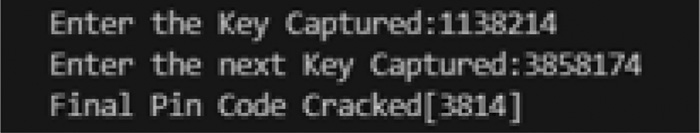 Enter the Key Captured:1138214
Enter the next Key Captured:3858174
Final Pin Code Cracked[3814]